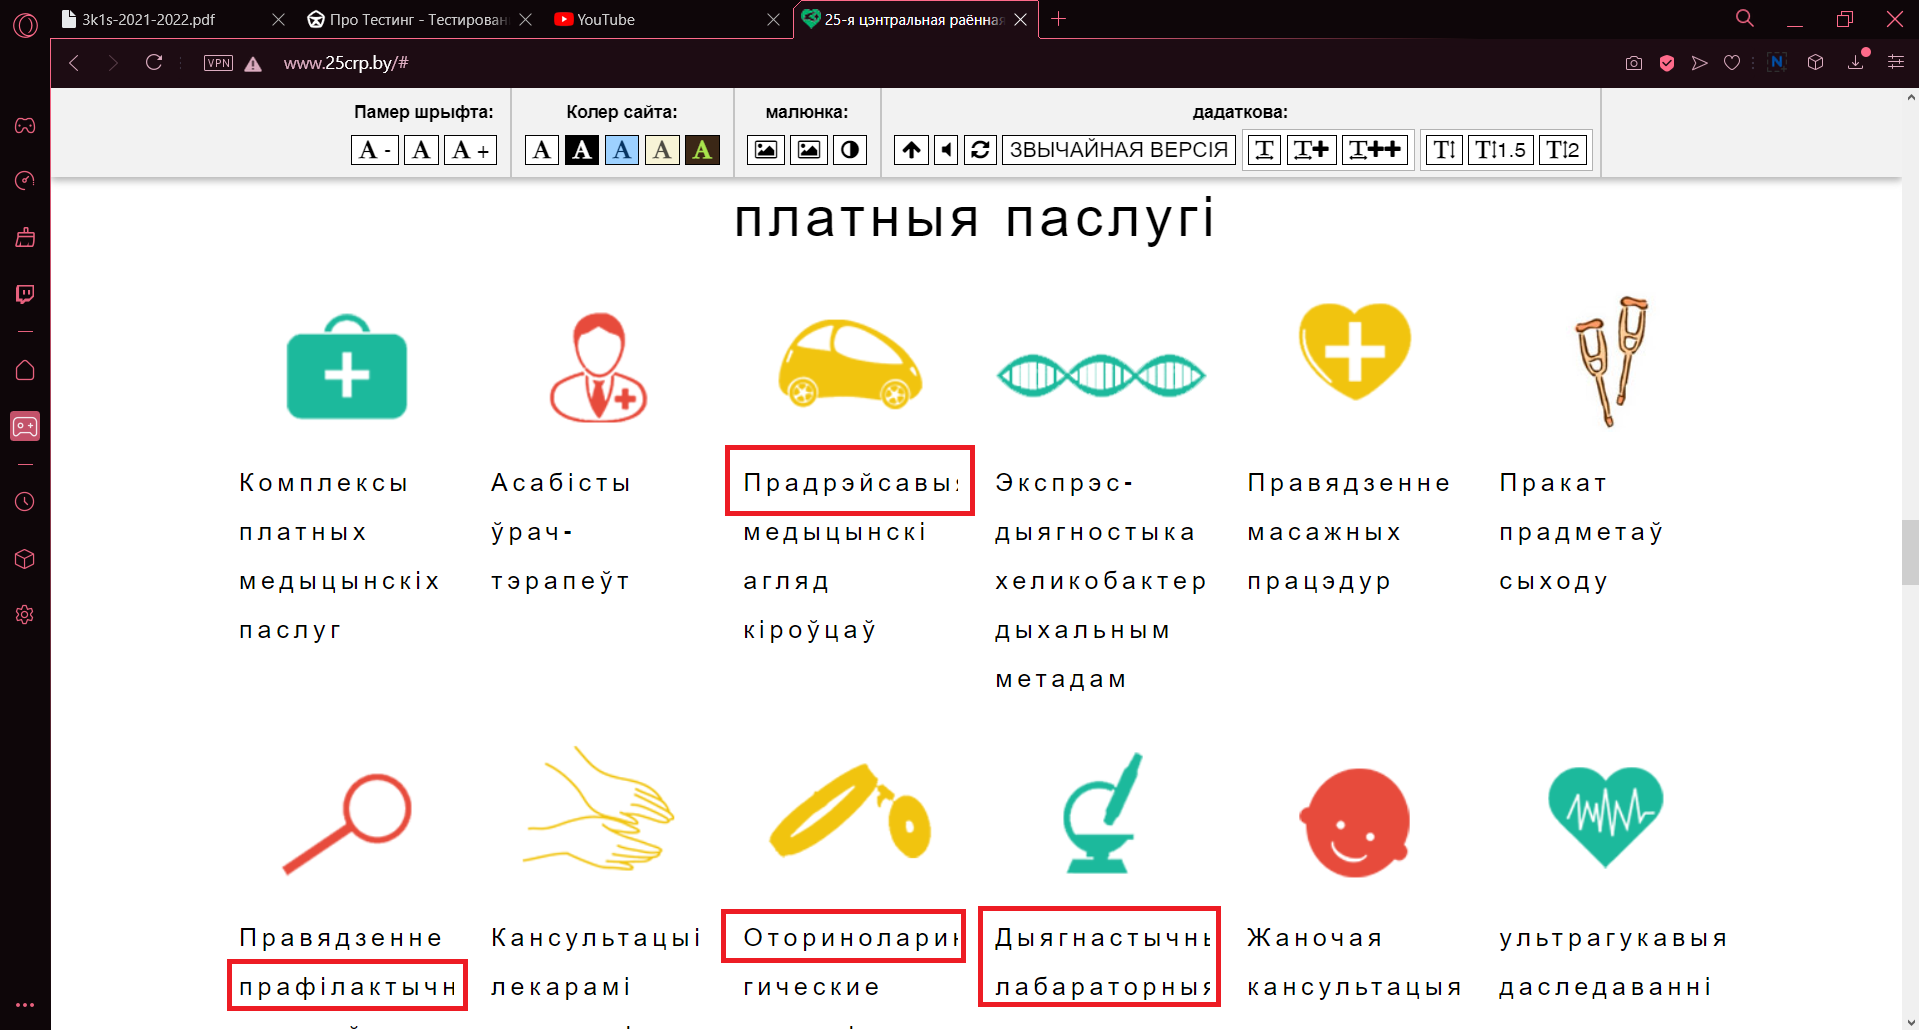 3k1s-2021-2022.pdf
Про Тестинг - Тестирован
YouTube
25-я цэнтральная раённая
VPN
www.25crp.by/#
N
Памер шрыфта:
Колер сайта:
малюнка:
дадаткова:
A -
A
A +
A
A
A
A
A
ЗВЫЧАЙНАЯ ВЕРСІЯ
T
T+
T++
T
T 1.5
T 2
платныя паслугі
Комплексы
платных
медыцынскіх
паслуг
Асабісты
ўрач-
тэрапеўт
Прадрэйсавыя
медыцынскі
агляд
кіроўцаў
Экспрэс-
дыягностыка
хеликобактер
дыхальным
метадам
Правядзенне
масажных
працэдур
Пракат
прадметаў
сыходу
Правядзенне
прафілактычн
Кансультацыі
лекарамі
Оториноларин
гические
Дыягнастычны
лабараторныя
Жаночая
кансультацыя
ультрагукавыя
даследаванні